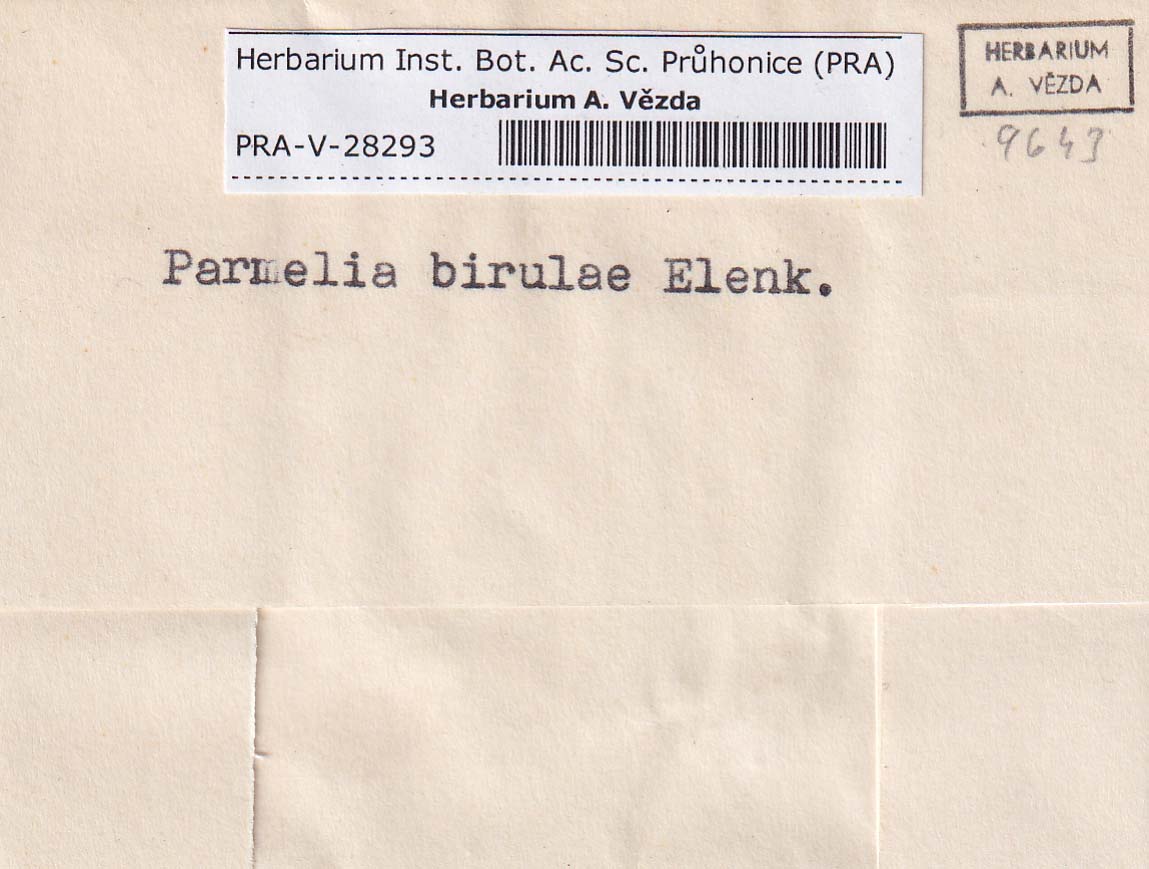 Herbarium Inst. Bot. Ac. Sc. Průhonice (PRA)
Herbarium A. Vězda
PRA-V-28293
HERBARIUM
A. VĚZDA
9643
Parmelia birulae Elenk.